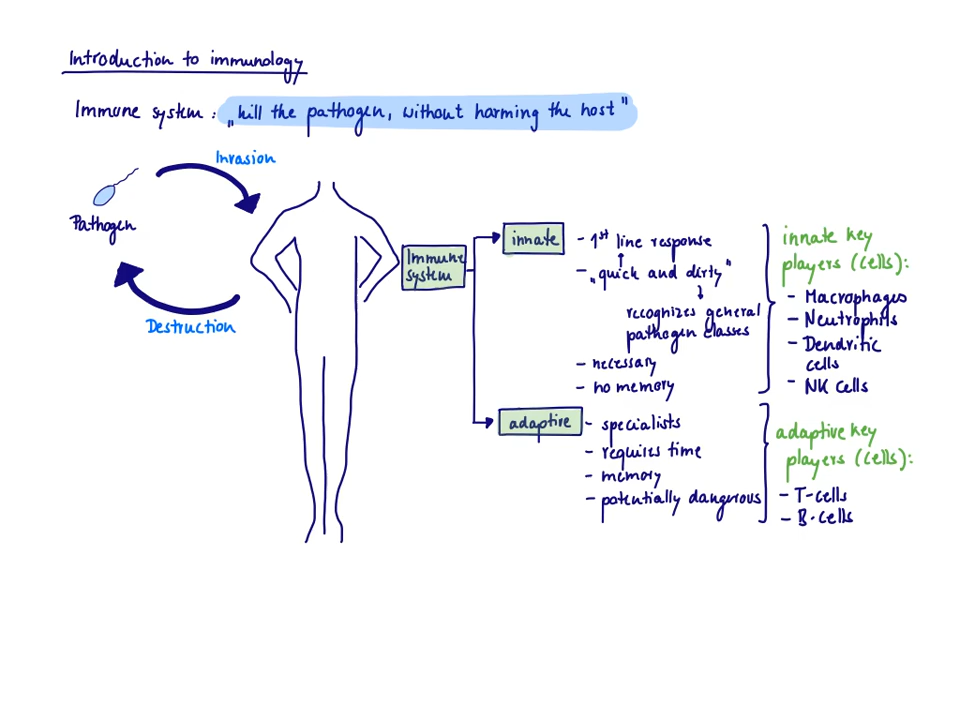 Introduction to immunology
Immune system: „kill the pathogen, without harming the host"
Invasion
Pathogen
Destruction
Immune
system
innate
- 1st line response
- „quick and dirty"
recognizes general
pathogen classes
- necessary
- no memory
innate key
players (cells):
- Macrophages
- Neutrophils
- Dendritic
cells
- NK cells
adaptive
- specialists
- requires time
- memory
- potentially dangerous
adaptive key
players (cells):
- T-cells
- B-cells